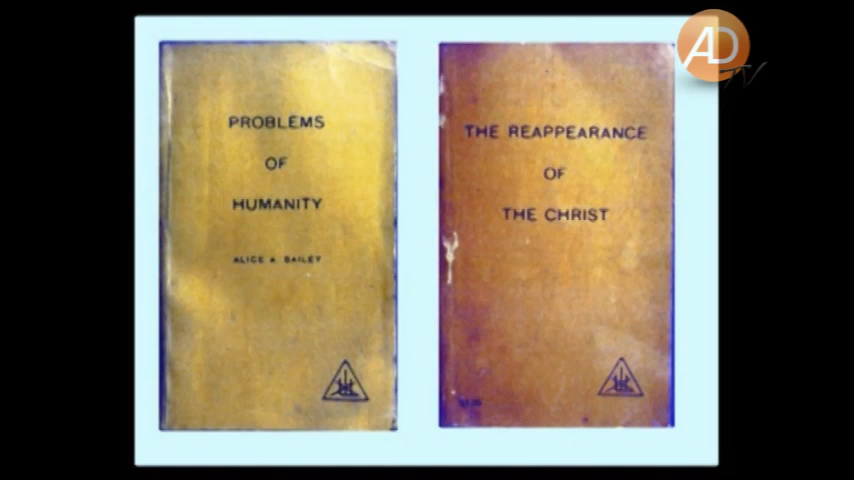 PROBLEMS
OF
HUMANITY
ALICE A. BAILEY
THE REAPPEARANCE
OF
THE CHRIST
AD
TV